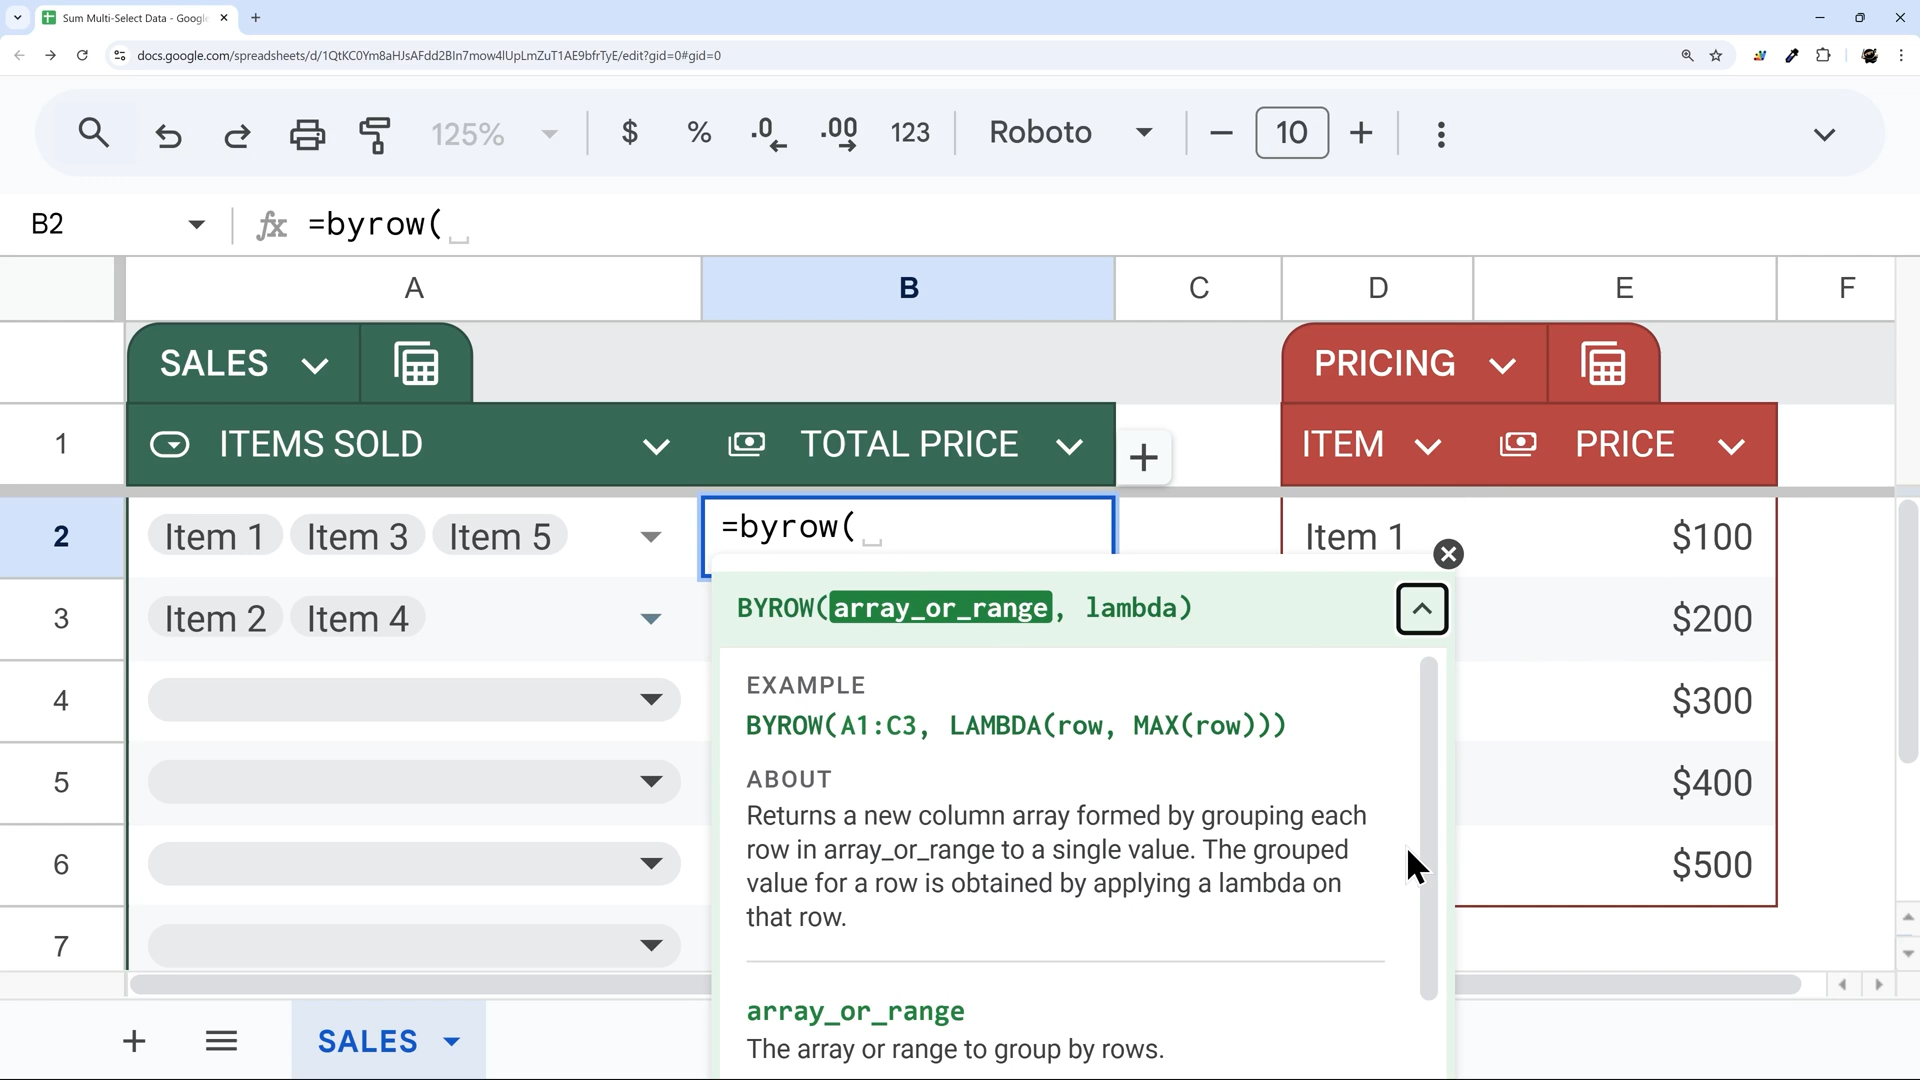 Sum Multi-Select Data - Googl
docs.google.com/spreadsheets/d/1QtKC0Ym8aHJsAFdd2BIn7mow4lUpLmZuT1AE9bfrTyE/edit?gid=0#gid=0
125% $ % .0 .00 123 Roboto 10
B2 fx =byrow(
A B C D E F
SALES PRICING
1 ITEMS SOLD TOTAL PRICE ITEM PRICE
2 Item 1 Item 3 Item 5 =byrow( Item 1 $100
3 Item 2 Item 4 $200
4 $300
5 $400
6 $500
7
BYROW(array_or_range, lambda)
EXAMPLE
BYROW(A1:C3, LAMBDA(row, MAX(row)))
ABOUT
Returns a new column array formed by grouping each
row in array_or_range to a single value. The grouped
value for a row is obtained by applying a lambda on
that row.
array_or_range
The array or range to group by rows.
SALES